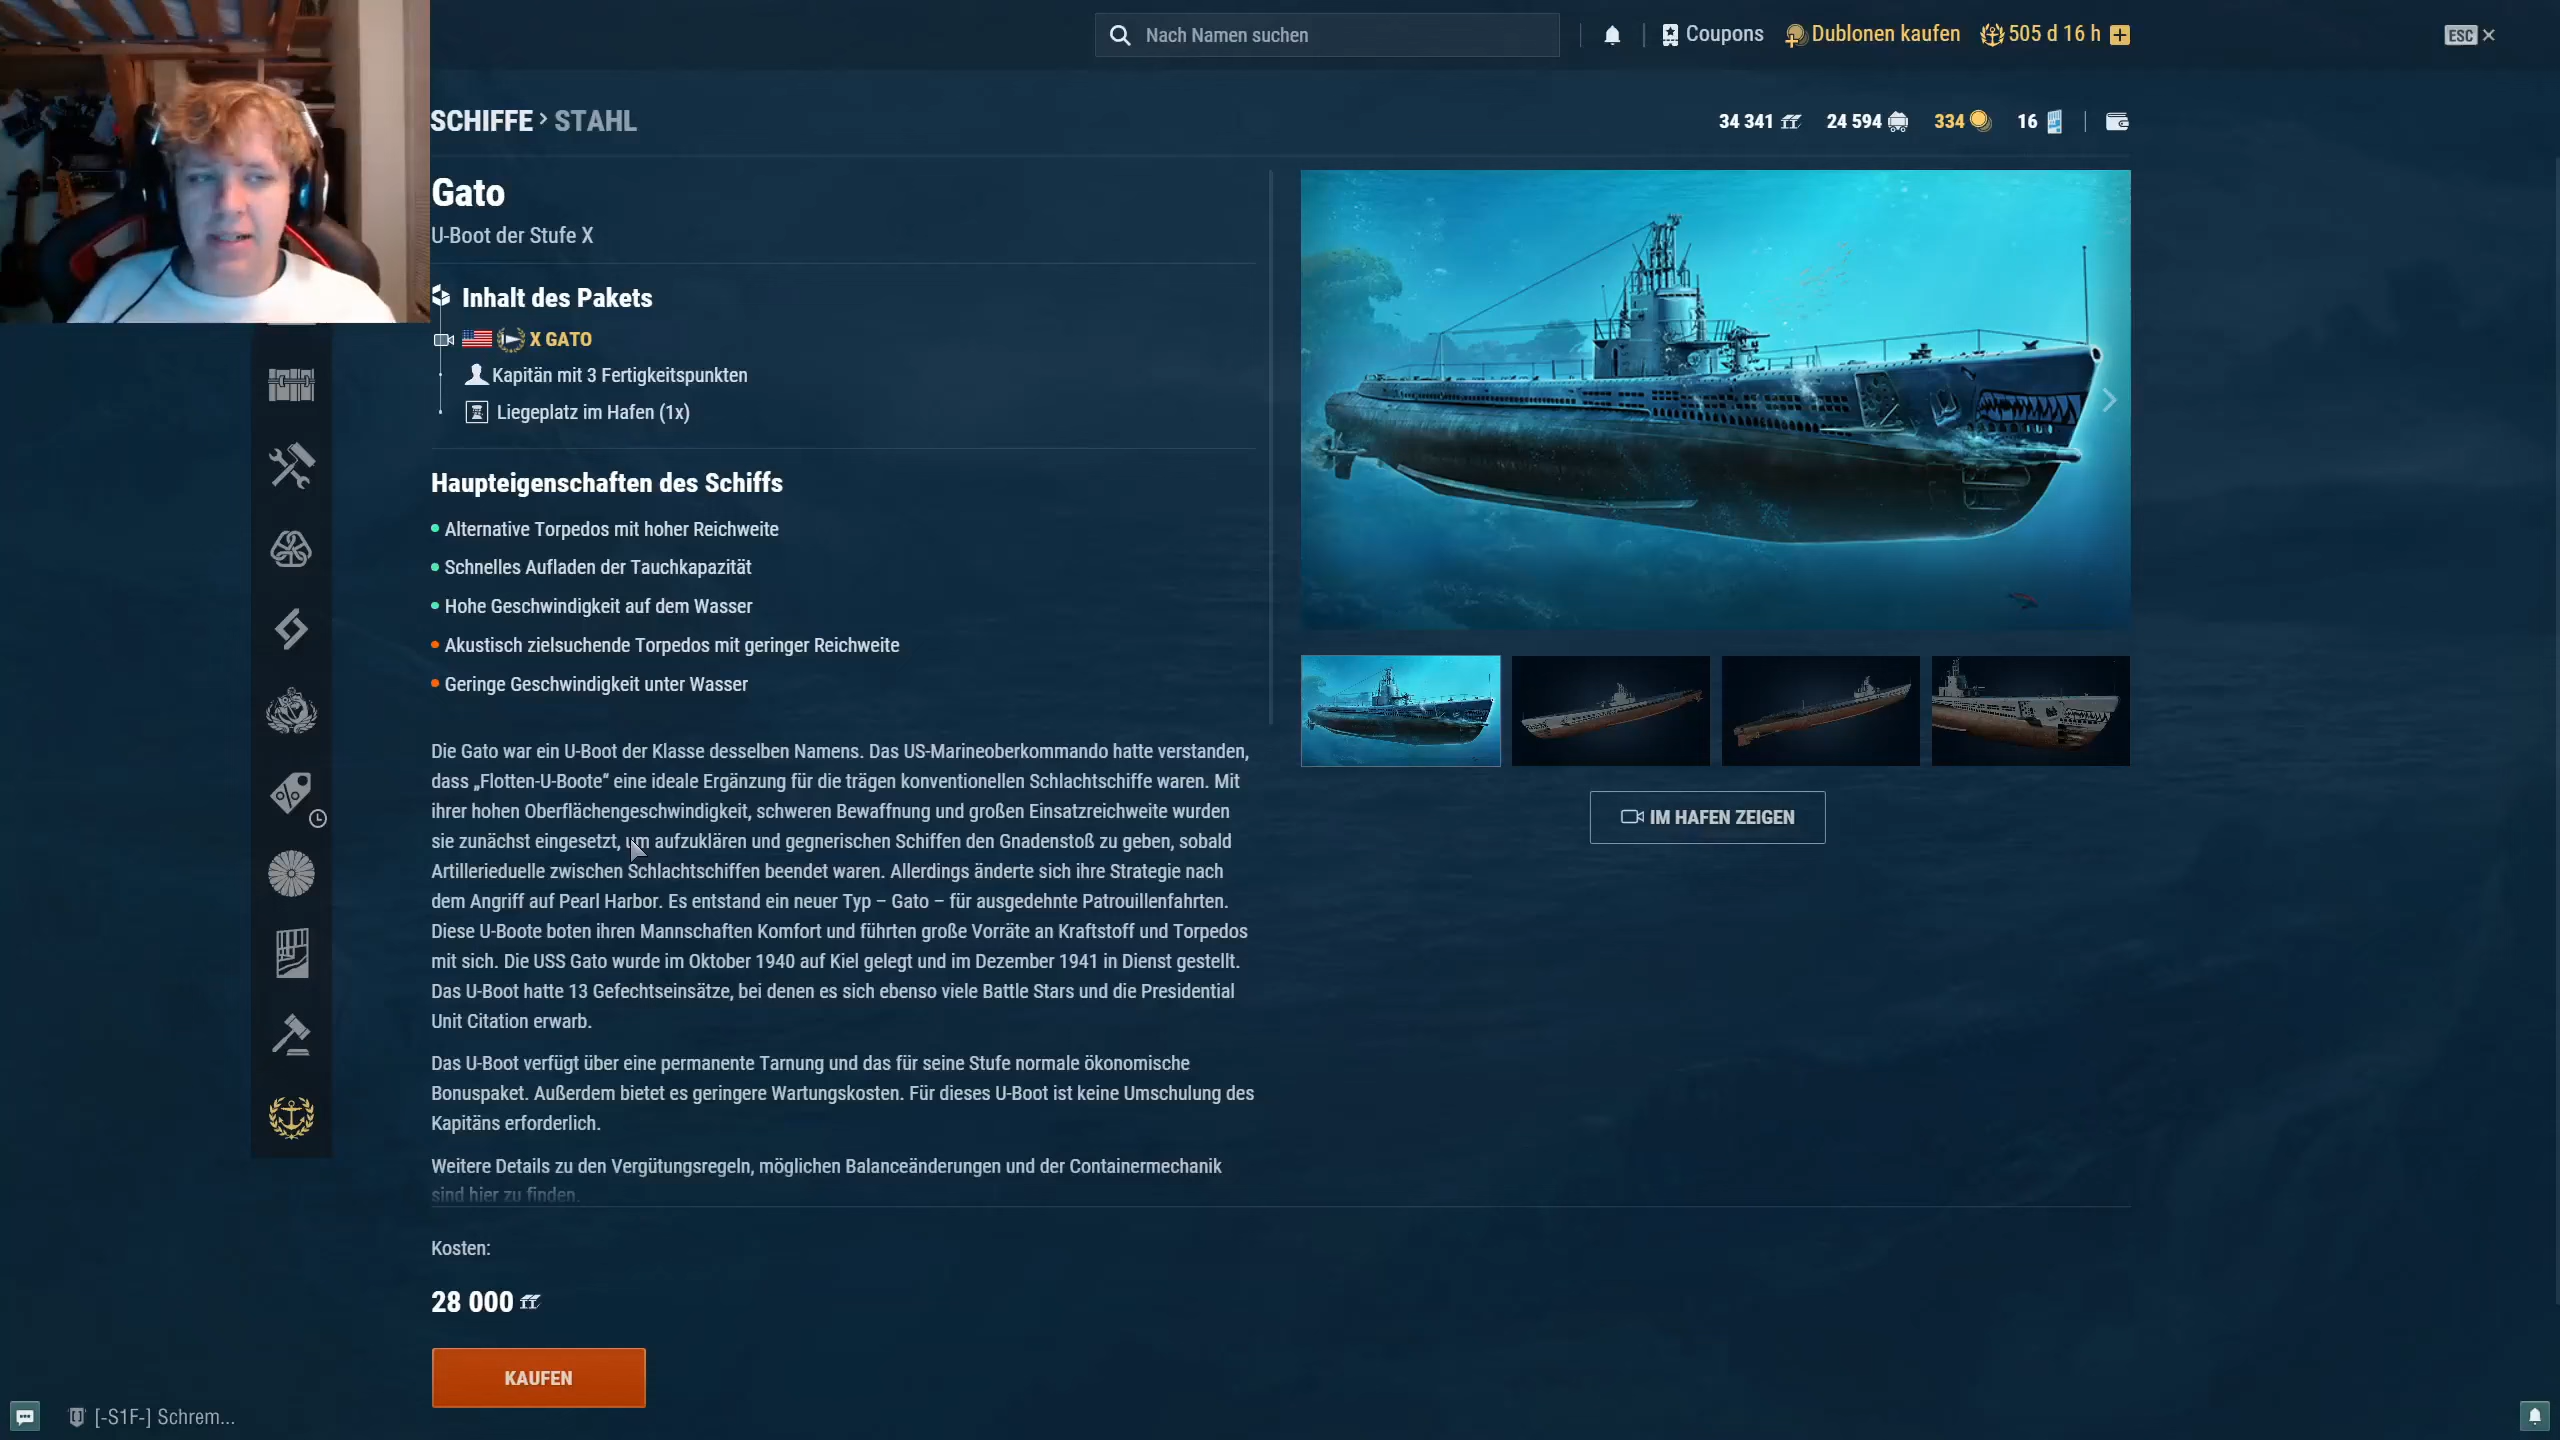 Nach Namen suchen
Coupons
Dublonen kaufen
505 d 16 h
ESC
SCHIFFE > STAHL
34 341
24 594
334
16
Gato
U-Boot der Stufe X
Inhalt des Pakets
X GATO
Kapitän mit 3 Fertigkeitspunkten
Liegeplatz im Hafen (1x)
Haupteigenschaften des Schiffs
Alternative Torpedos mit hoher Reichweite
Schnelles Aufladen der Tauchkapazität
Hohe Geschwindigkeit auf dem Wasser
Akustisch zielsuchende Torpedos mit geringer Reichweite
Geringe Geschwindigkeit unter Wasser
Die Gato war ein U-Boot der Klasse desselben Namens. Das US-Marineoberkommando hatte verstanden,
dass „Flotten-U-Boote“ eine ideale Ergänzung für die trägen konventionellen Schlachtschiffe waren. Mit
ihrer hohen Oberflächengeschwindigkeit, schweren Bewaffnung und großen Einsatzreichweite wurden
sie zunächst eingesetzt, um aufzuklären und gegnerischen Schiffen den Gnadenstoß zu geben, sobald
Artillerieduelle zwischen Schlachtschiffen beendet waren. Allerdings änderte sich ihre Strategie nach
dem Angriff auf Pearl Harbor. Es entstand ein neuer Typ – Gato – für ausgedehnte Patrouillenfahrten.
Diese U-Boote boten ihren Mannschaften Komfort und führten große Vorräte an Kraftstoff und Torpedos
mit sich. Die USS Gato wurde im Oktober 1940 auf Kiel gelegt und im Dezember 1941 in Dienst gestellt.
Das U-Boot hatte 13 Gefechtseinsätze, bei denen es sich ebenso viele Battle Stars und die Presidential
Unit Citation erwarb.
Das U-Boot verfügt über eine permanente Tarnung und das für seine Stufe normale ökonomische
Bonuspaket. Außerdem bietet es geringere Wartungskosten. Für dieses U-Boot ist keine Umschulung des
Kapitäns erforderlich.
Weitere Details zu den Vergütungsregeln, möglichen Balanceänderungen und der Containermechanik
sind hier zu finden.
IM HAFEN ZEIGEN
Kosten:
28 000
KAUFEN
[-S1F-] Schrem...